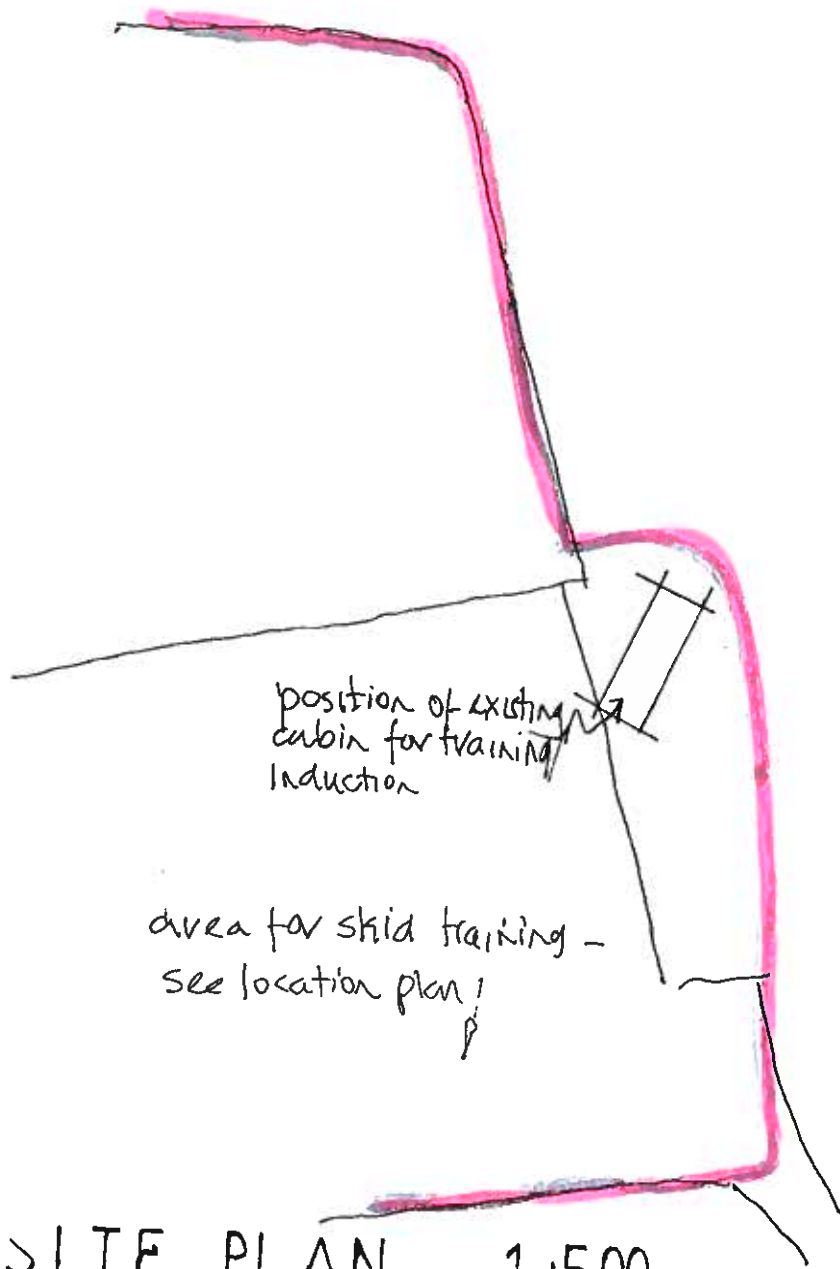 position of existing
cabin for training
Induction
area for skid training -
see location plan
SITE PLAN 1:500